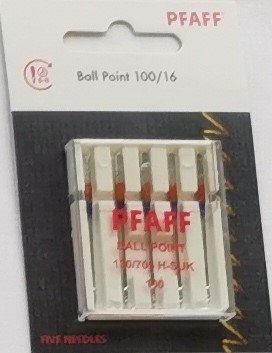 PFAFF
Ball Point 100/16
PFAFF
BALL POINT
130/705 H-SUK
100
FIVE NEEDLES